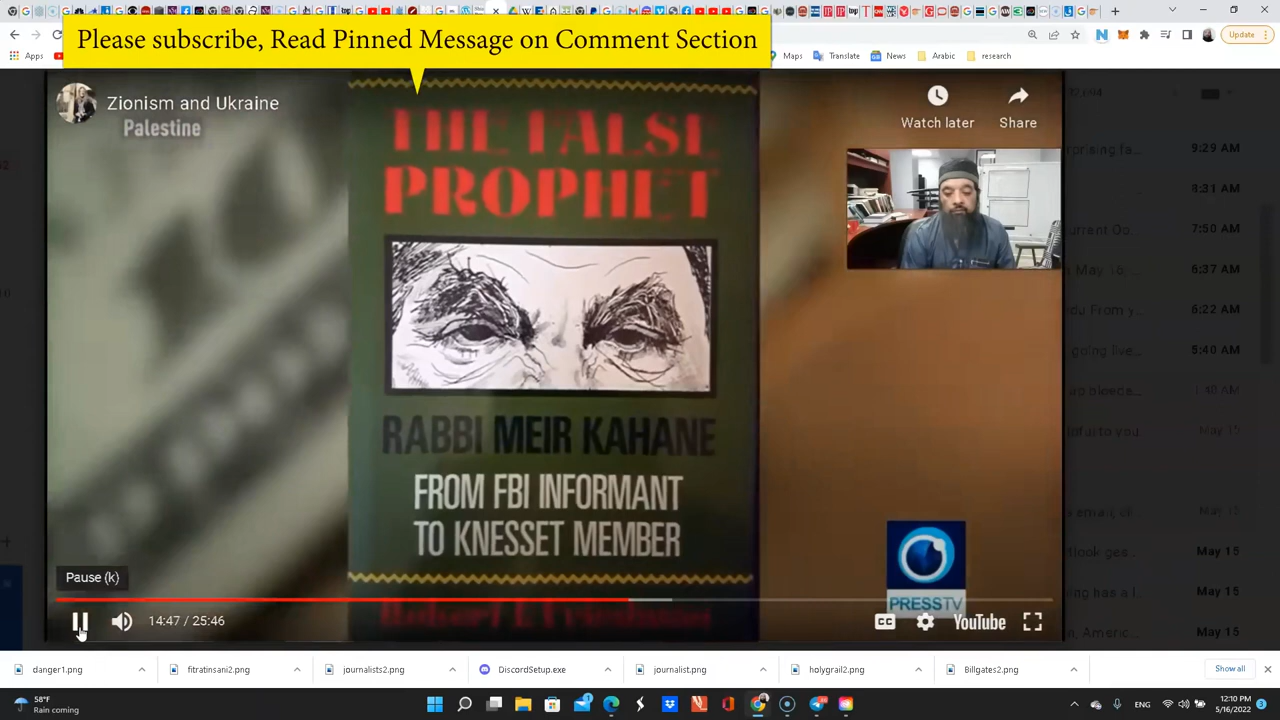 Please subscribe, Read Pinned Message on Comment Section
Update
Apps
Maps
Translate
News
Arabic
research
Zionism and Ukraine
Palestine
Watch later
Share
THE FALSE
PROPHET
RABBI MEIR KAHANE
FROM FBI INFORMANT
TO KNESSET MEMBER
PRESSTV
9:29 AM
8:31 AM
7:50 AM
6:37 AM
6:22 AM
5:40 AM
May 15
May 15
May 15
May 15
Pause (k)
14:47 / 25:46
CC
YouTube
danger1.png
fitratinsani2.png
journalists2.png
DiscordSetup.exe
journalist.png
holygrail2.png
Billgates2.png
Show all
58°F
Rain coming
ENG
12:10 PM
5/16/2022